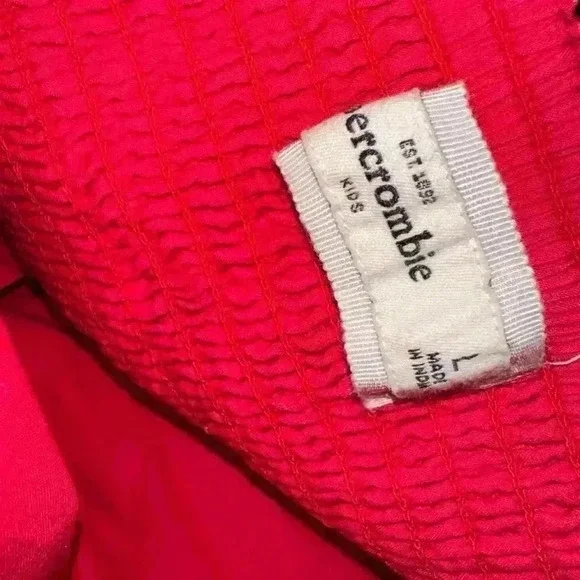 EST. 1892
bercrombie
KIDS
L
MADE
IN INDIA